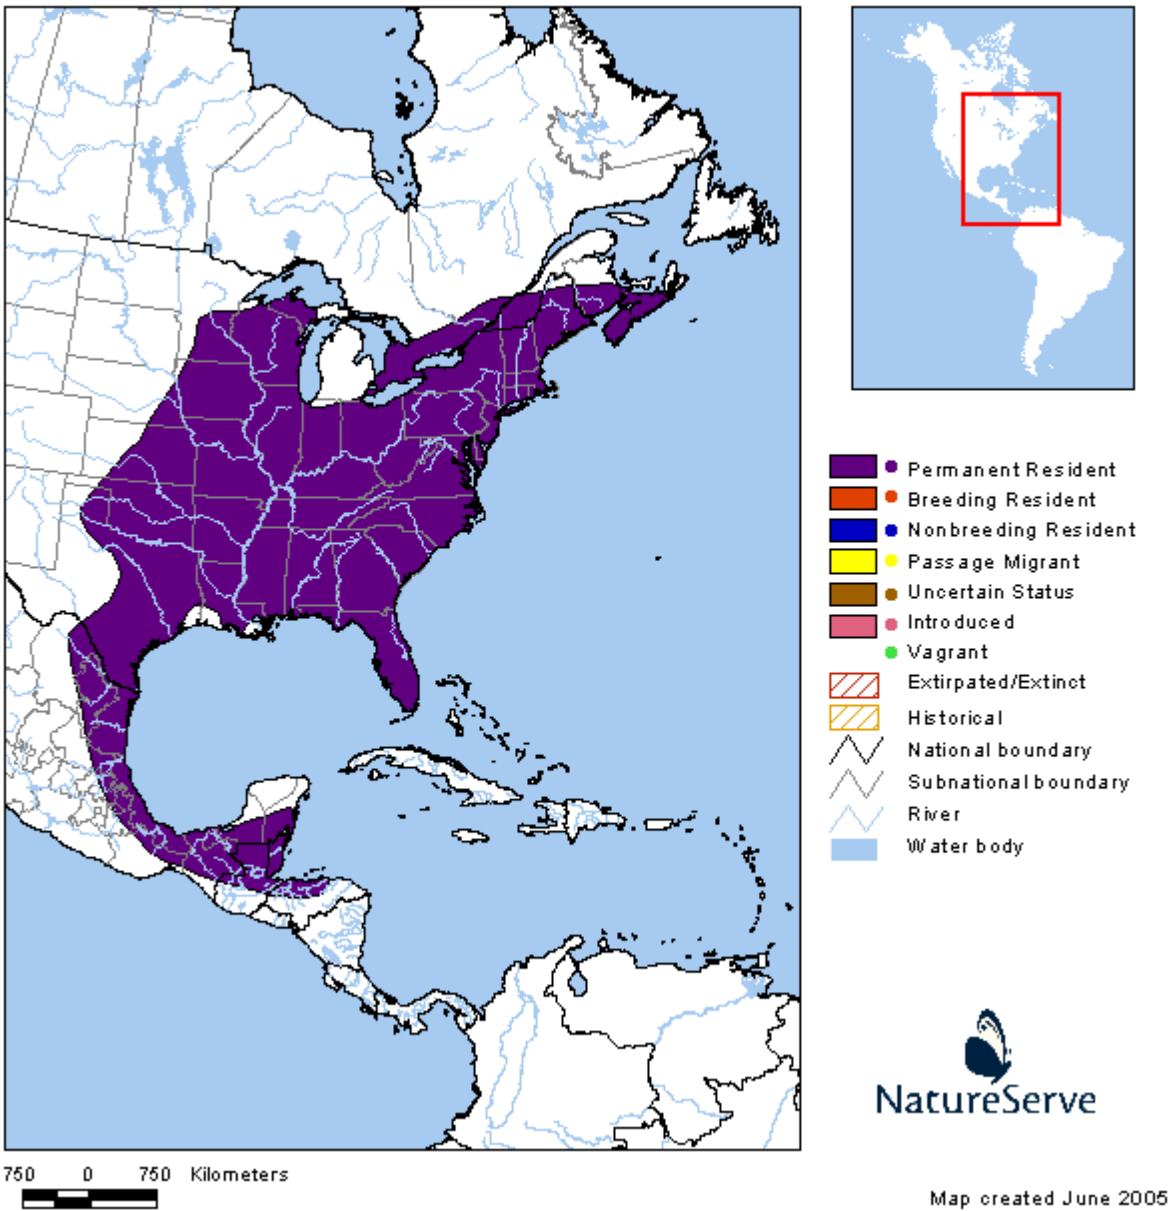 Permanent Resident
Breeding Resident
Nonbreeding Resident
Passage Migrant
Uncertain Status
Introduced
Vagrant
Extirpated/Extinct
Historical
National boundary
Subnational boundary
River
Water body
NatureServe
750 0 750 Kilometers
Map created June 2005